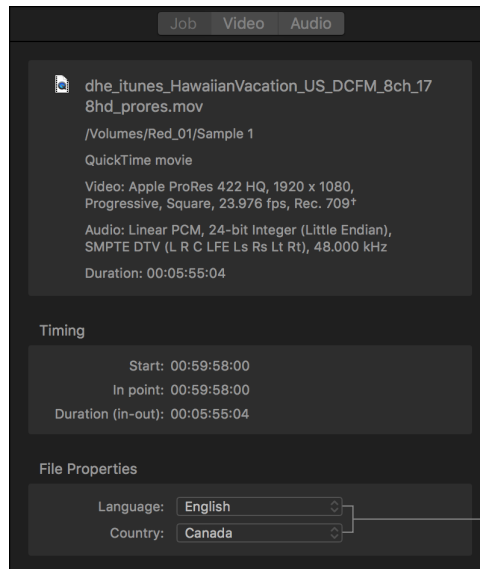 Job Video Audio
dhe_itunes_HawaiianVacation_US_DCFM_8ch_17
8hd_prores.mov
/Volumes/Red_01/Sample 1
QuickTime movie
Video: Apple ProRes 422 HQ, 1920 x 1080,
Progressive, Square, 23.976 fps, Rec. 709†
Audio: Linear PCM, 24-bit Integer (Little Endian),
SMPTE DTV (L R C LFE Ls Rs Lt Rt), 48.000 kHz
Duration: 00:05:55:04
Timing
Start: 00:59:58:00
In point: 00:59:58:00
Duration (in-out): 00:05:55:04
File Properties
Language: English
Country: Canada